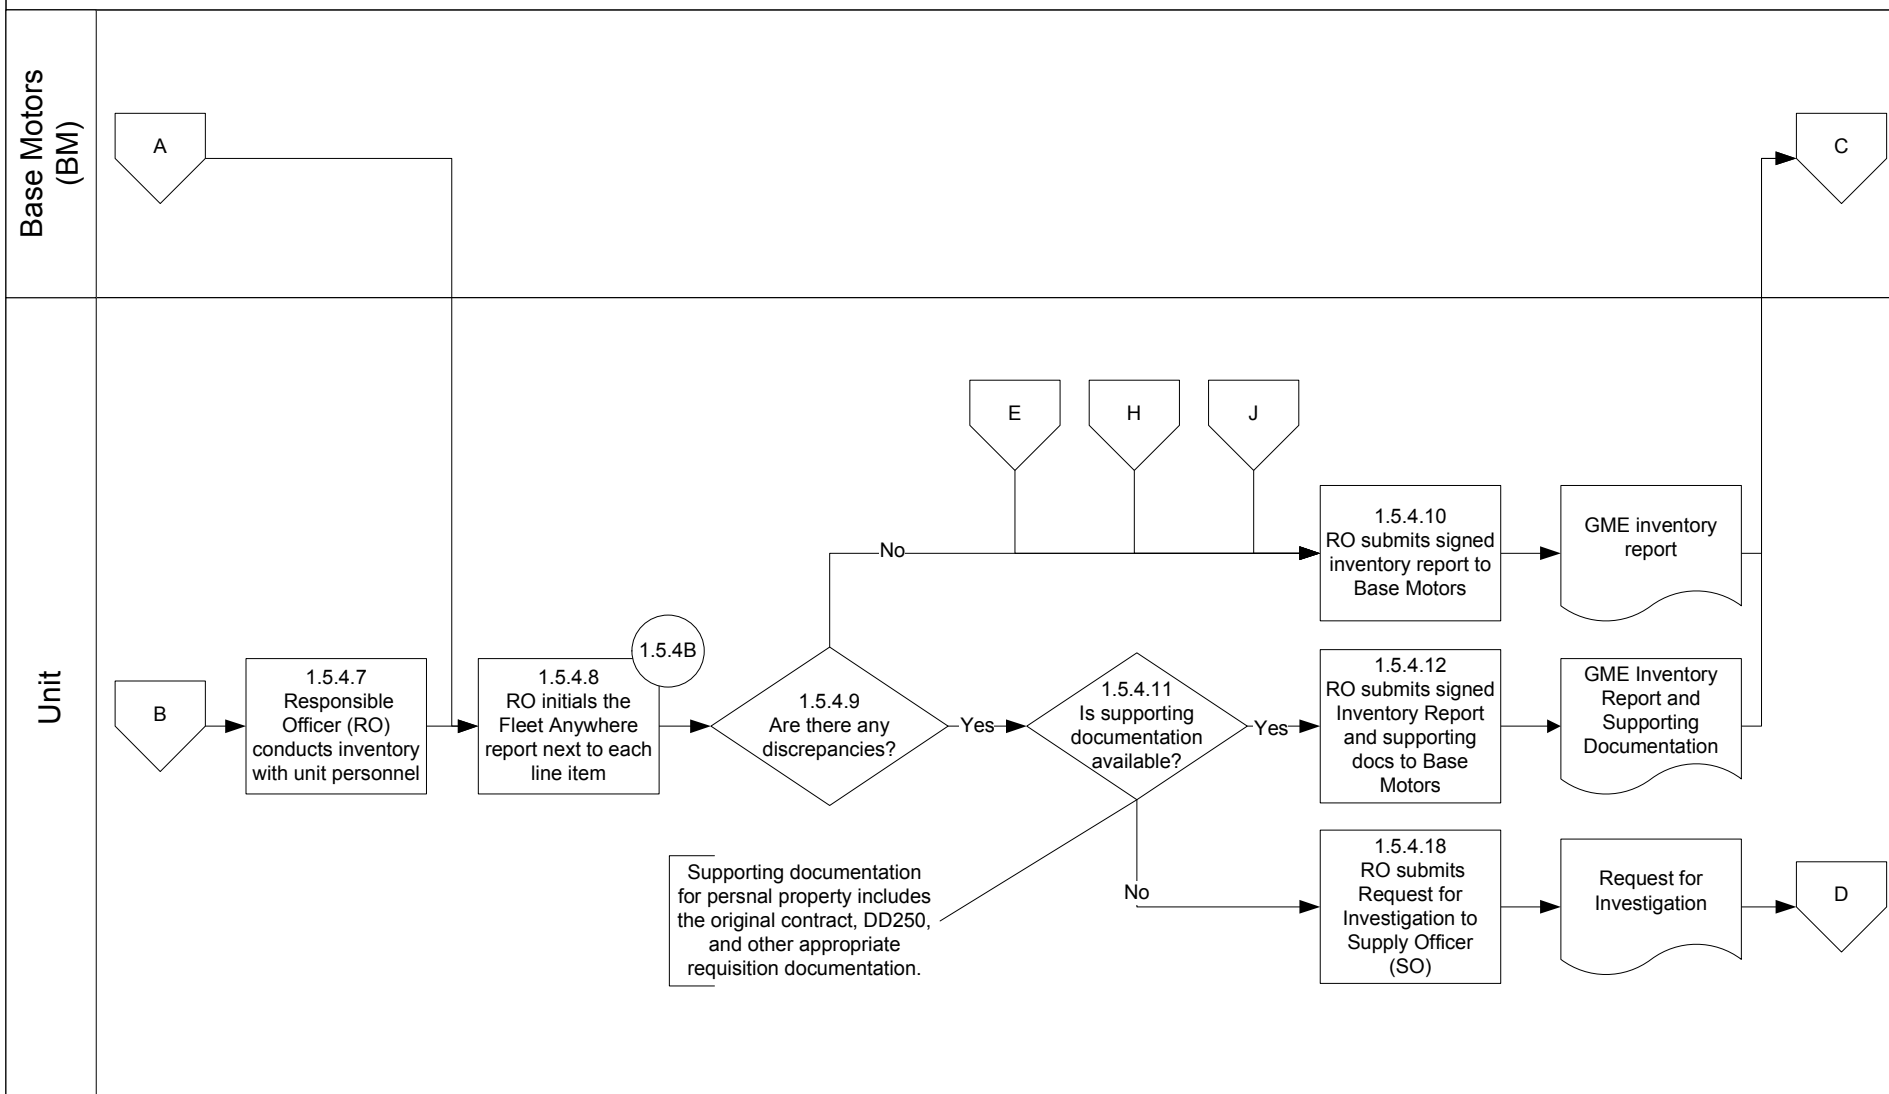 Base Motors
(BM)
A
C
Unit
E
H
J
B
1.5.4.7
Responsible
Officer (RO)
conducts inventory
with unit personnel
1.5.4.8
RO initials the
Fleet Anywhere
report next to each
line item
1.5.4B
1.5.4.9
Are there any
discrepancies?
No
Yes
1.5.4.10
RO submits signed
inventory report to
Base Motors
GME inventory
report
1.5.4.11
Is supporting
documentation
available?
Yes
1.5.4.12
RO submits signed
Inventory Report
and supporting
docs to Base
Motors
GME Inventory
Report and
Supporting
Documentation
Supporting documentation
for persnal property includes
the original contract, DD250,
and other appropriate
requisition documentation.
No
1.5.4.18
RO submits
Request for
Investigation to
Supply Officer
(SO)
Request for
Investigation
D